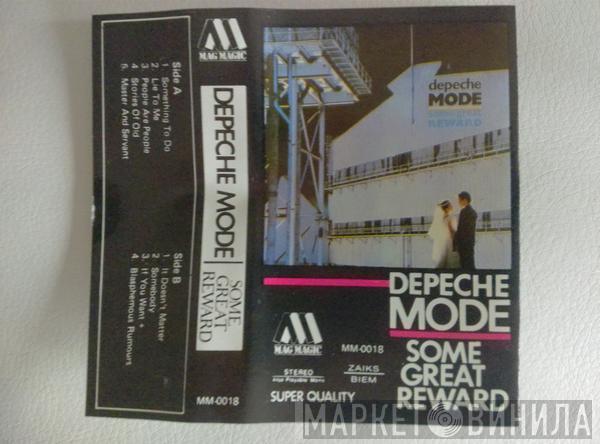 Side A
1 Something To Do
2 Lie To Me
3 People Are People
4 Stories Of Old
5. Master And Servant
Side B
1 It Doesn't Matter
2 Somebody
3. If You Want +
4 Blasphemous Rumours
MAG MAGIC
DEPECHE MODE
SOME
GREAT
REWARD
MM-0018
depeche
MODE
some great
REWARD
DEPECHE
MODE
SOME
GREAT
REWARD
MAG MAGIC
MM-0018
STEREO
Also Playable Mono
ZAIKS
BIEM
SUPER QUALITY
МАРКЕТ ВИНИЛА